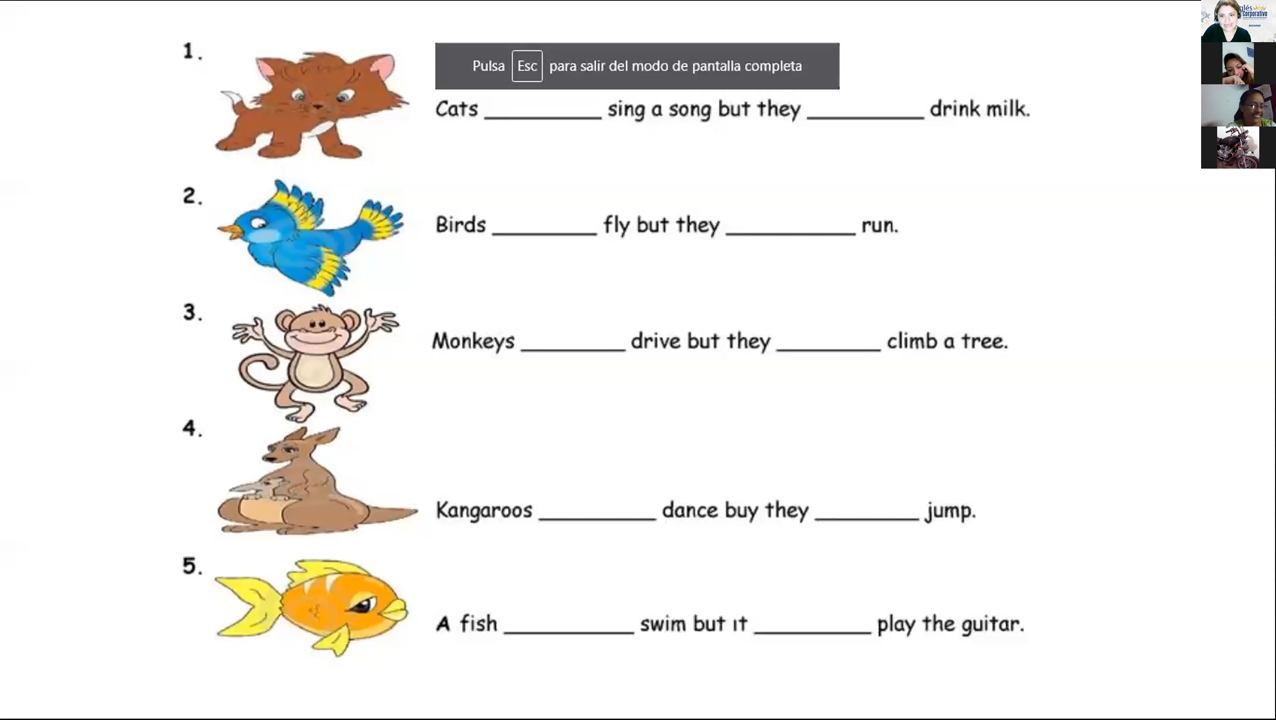 1.
Pulsa Esc para salir del modo de pantalla completa
Cats __________ sing a song but they __________ drink milk.
2.
Birds _________ fly but they ___________ run.
3.
Monkeys _________ drive but they _________ climb a tree.
4.
Kangaroos __________ dance buy they _________ jump.
5.
A fish ___________ swim but it __________ play the guitar.